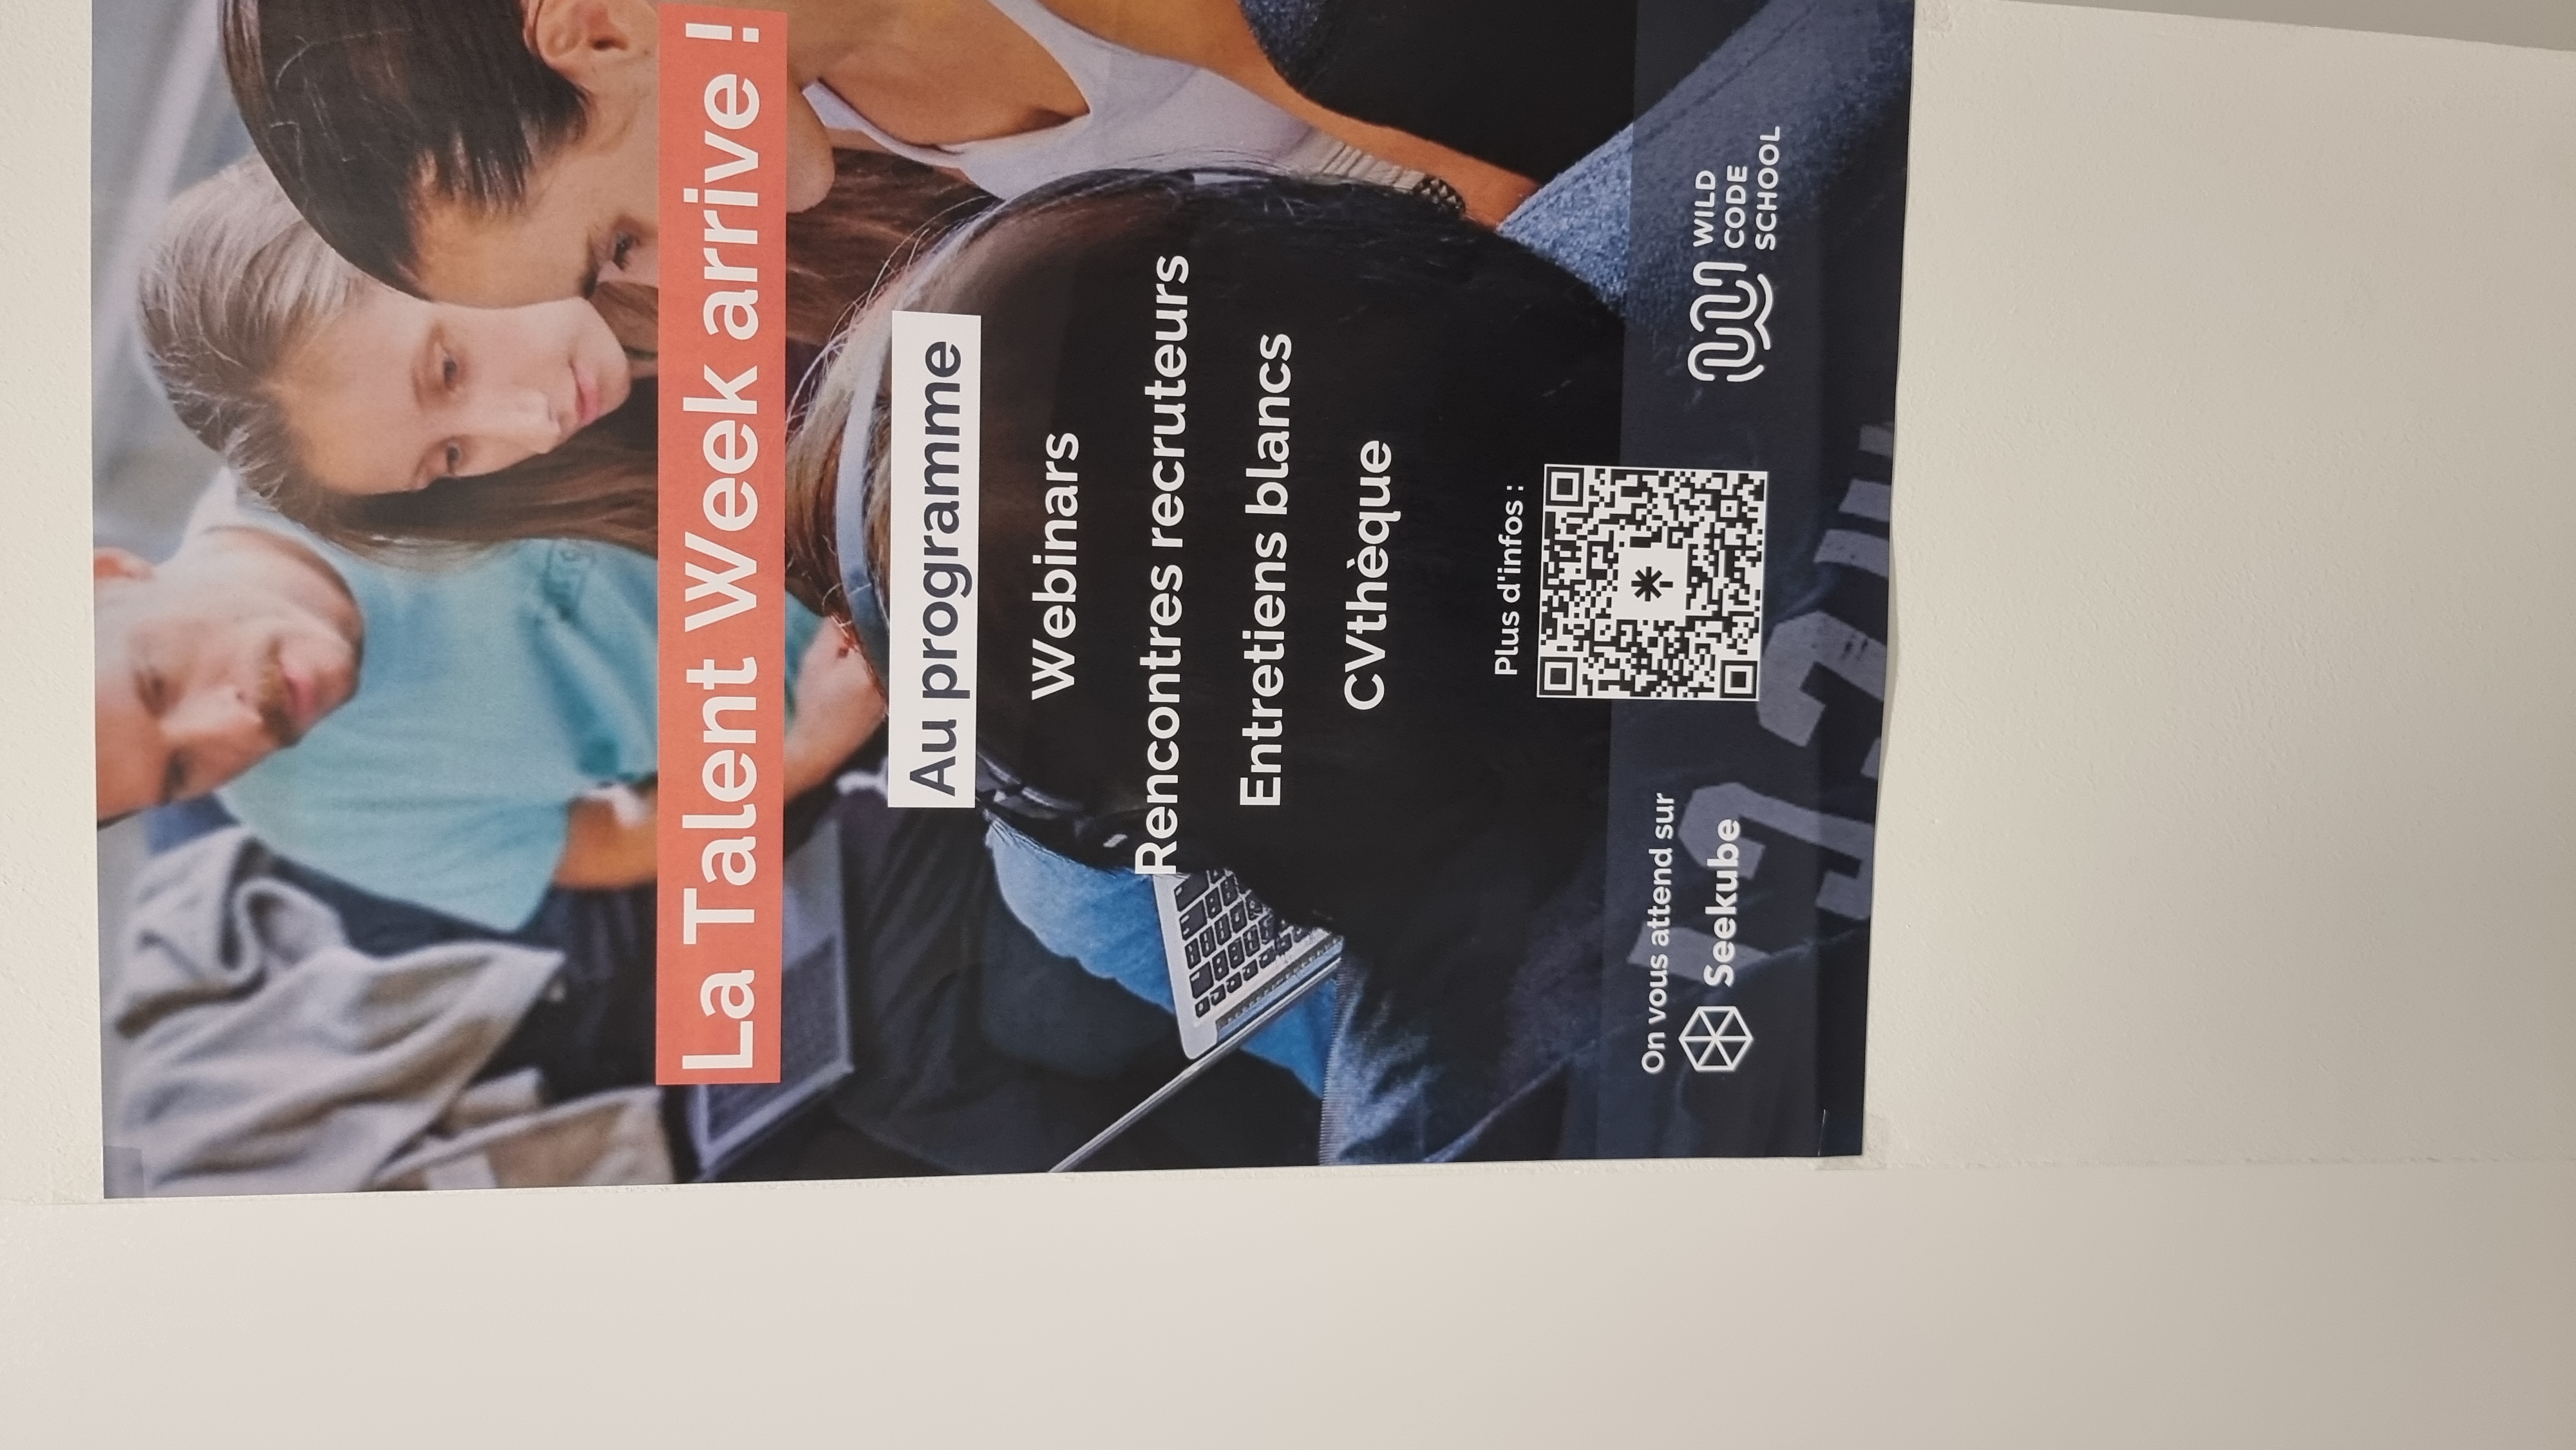 La Talent Week arrive !
Au programme
Webinars
Rencontres recruteurs
Entretiens blancs
CVthèque
Plus d'infos :
On vous attend sur
Seekube
WILD
CODE
SCHOOL